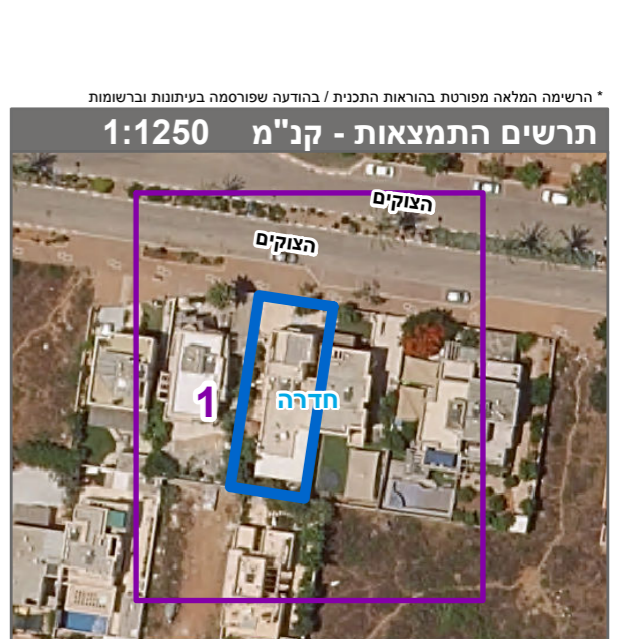 * הרשימה המלאה מפורטת בהוראות התכנית / בהודעה שפורסמה בעיתונות וברשומות
תרשים התמצאות - קנ"מ 1:1250
הצוקים
הצוקים
חדרה
1